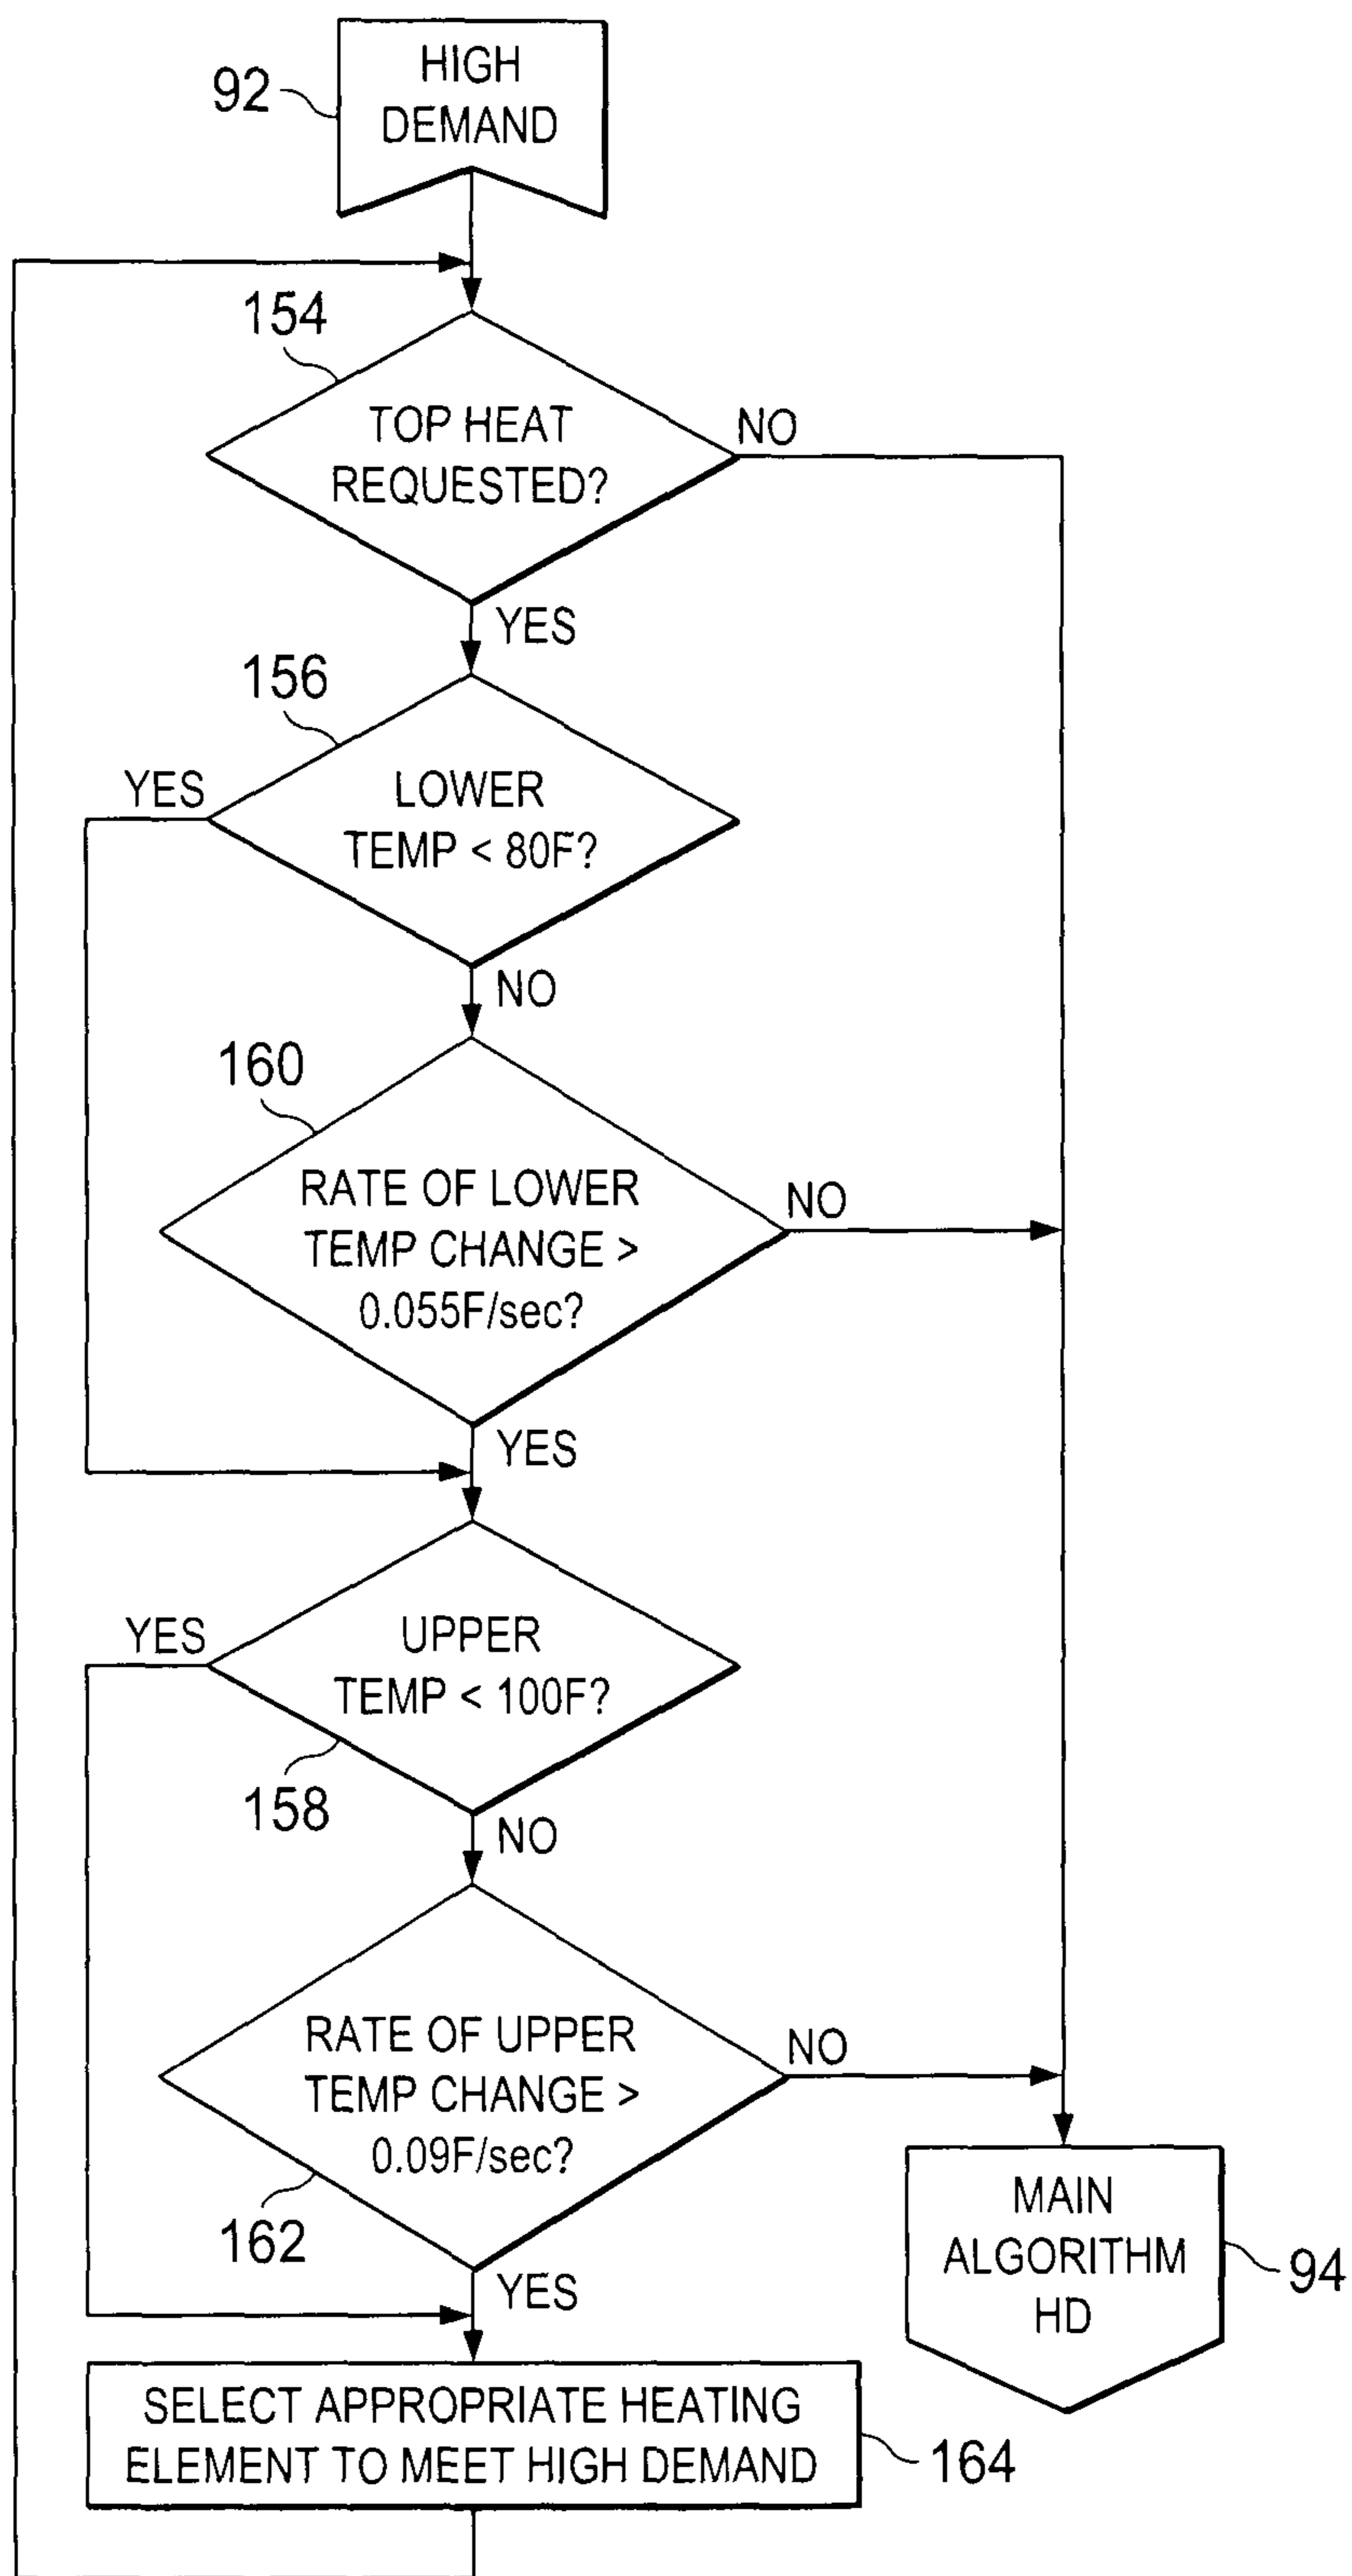 HIGH
DEMAND
92
154
TOP HEAT
REQUESTED?
NO
YES
156
YES
LOWER
TEMP < 80F?
NO
160
RATE OF LOWER
TEMP CHANGE >
0.055F/sec?
NO
YES
YES
UPPER
TEMP < 100F?
158
NO
RATE OF UPPER
TEMP CHANGE >
0.09F/sec?
NO
162
YES
MAIN
ALGORITHM
HD
94
SELECT APPROPRIATE HEATING
ELEMENT TO MEET HIGH DEMAND
164